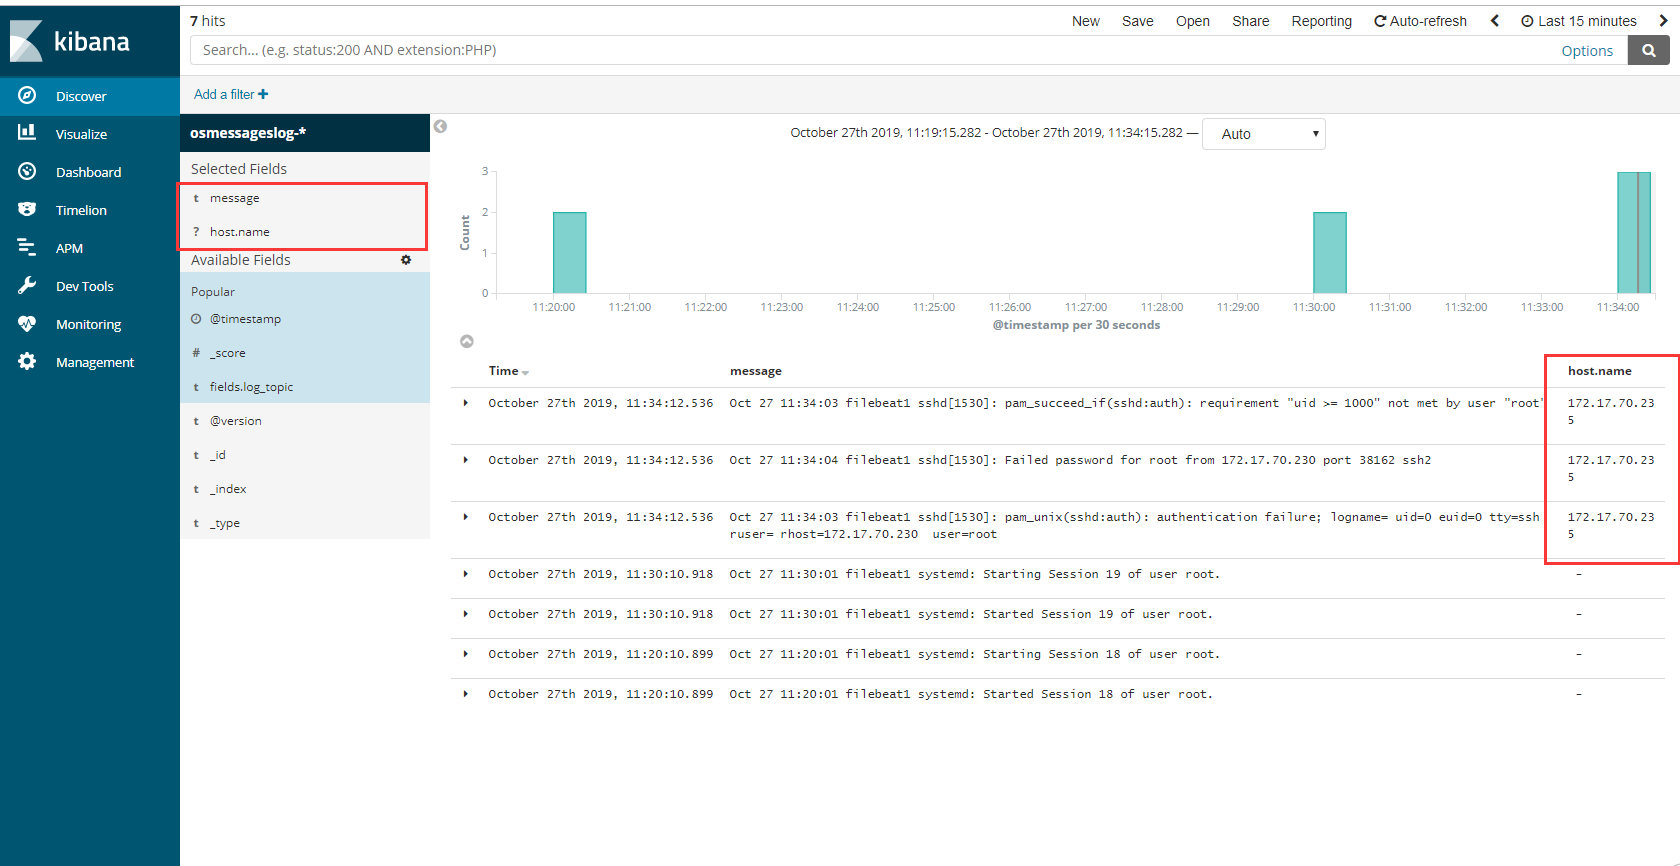 7 hits
New Save Open Share Reporting Auto-refresh Last 15 minutes
kibana
Search... (e.g. status:200 AND extension:PHP)
Options
Discover
Visualize
Dashboard
Timelion
APM
Dev Tools
Monitoring
Management
Add a filter +
osmessageslog-*
Selected Fields
t message
? host.name
Available Fields
Popular
@timestamp
# _score
t fields.log_topic
t @version
t _id
t _index
t _type
October 27th 2019, 11:19:15.282 - October 27th 2019, 11:34:15.282 — Auto
Count
3
2
1
0
11:20:00 11:21:00 11:22:00 11:23:00 11:24:00 11:25:00 11:26:00 11:27:00 11:28:00 11:29:00 11:30:00 11:31:00 11:32:00 11:33:00 11:34:00
@timestamp per 30 seconds
Time message host.name
October 27th 2019, 11:34:12.536 Oct 27 11:34:03 filebeat1 sshd[1530]: pam_succeed_if(sshd:auth): requirement "uid >= 1000" not met by user "root" 172.17.70.23
5
October 27th 2019, 11:34:12.536 Oct 27 11:34:04 filebeat1 sshd[1530]: Failed password for root from 172.17.70.230 port 38162 ssh2 172.17.70.23
5
October 27th 2019, 11:34:12.536 Oct 27 11:34:03 filebeat1 sshd[1530]: pam_unix(sshd:auth): authentication failure; logname= uid=0 euid=0 tty=ssh 172.17.70.23
ruser= rhost=172.17.70.230 user=root 5
October 27th 2019, 11:30:10.918 Oct 27 11:30:01 filebeat1 systemd: Starting Session 19 of user root. -
October 27th 2019, 11:30:10.918 Oct 27 11:30:01 filebeat1 systemd: Started Session 19 of user root. -
October 27th 2019, 11:20:10.899 Oct 27 11:20:01 filebeat1 systemd: Starting Session 18 of user root. -
October 27th 2019, 11:20:10.899 Oct 27 11:20:01 filebeat1 systemd: Started Session 18 of user root. -